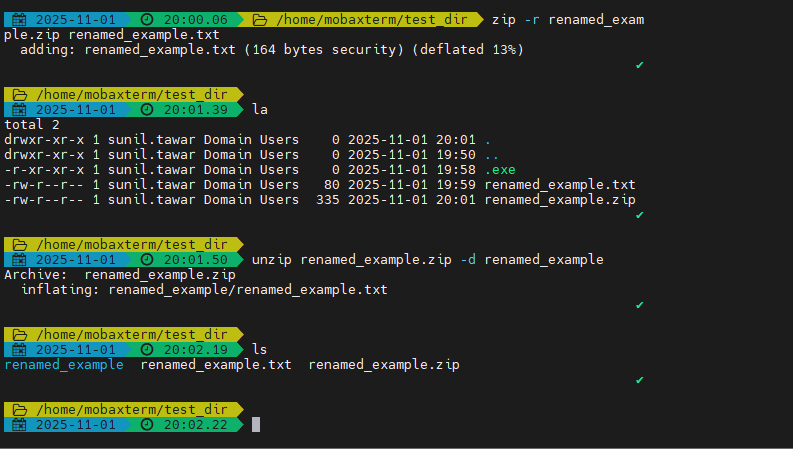 2025-11-01 20:00.06 /home/mobaxterm/test_dir zip -r renamed_exam
ple.zip renamed_example.txt
  adding: renamed_example.txt (164 bytes security) (deflated 13%)
✔
/home/mobaxterm/test_dir
2025-11-01 20:01.39 la
total 2
drwxr-xr-x 1 sunil.tawar Domain Users    0 2025-11-01 20:01 .
drwxr-xr-x 1 sunil.tawar Domain Users    0 2025-11-01 19:50 ..
-r-xr-xr-x 1 sunil.tawar Domain Users    0 2025-11-01 19:58 .exe
-rw-r--r-- 1 sunil.tawar Domain Users   80 2025-11-01 19:59 renamed_example.txt
-rw-r--r-- 1 sunil.tawar Domain Users  335 2025-11-01 20:01 renamed_example.zip
✔
/home/mobaxterm/test_dir
2025-11-01 20:01.50 unzip renamed_example.zip -d renamed_example
Archive:  renamed_example.zip
  inflating: renamed_example/renamed_example.txt
✔
/home/mobaxterm/test_dir
2025-11-01 20:02.19 ls
renamed_example  renamed_example.txt  renamed_example.zip
✔
/home/mobaxterm/test_dir
2025-11-01 20:02.22